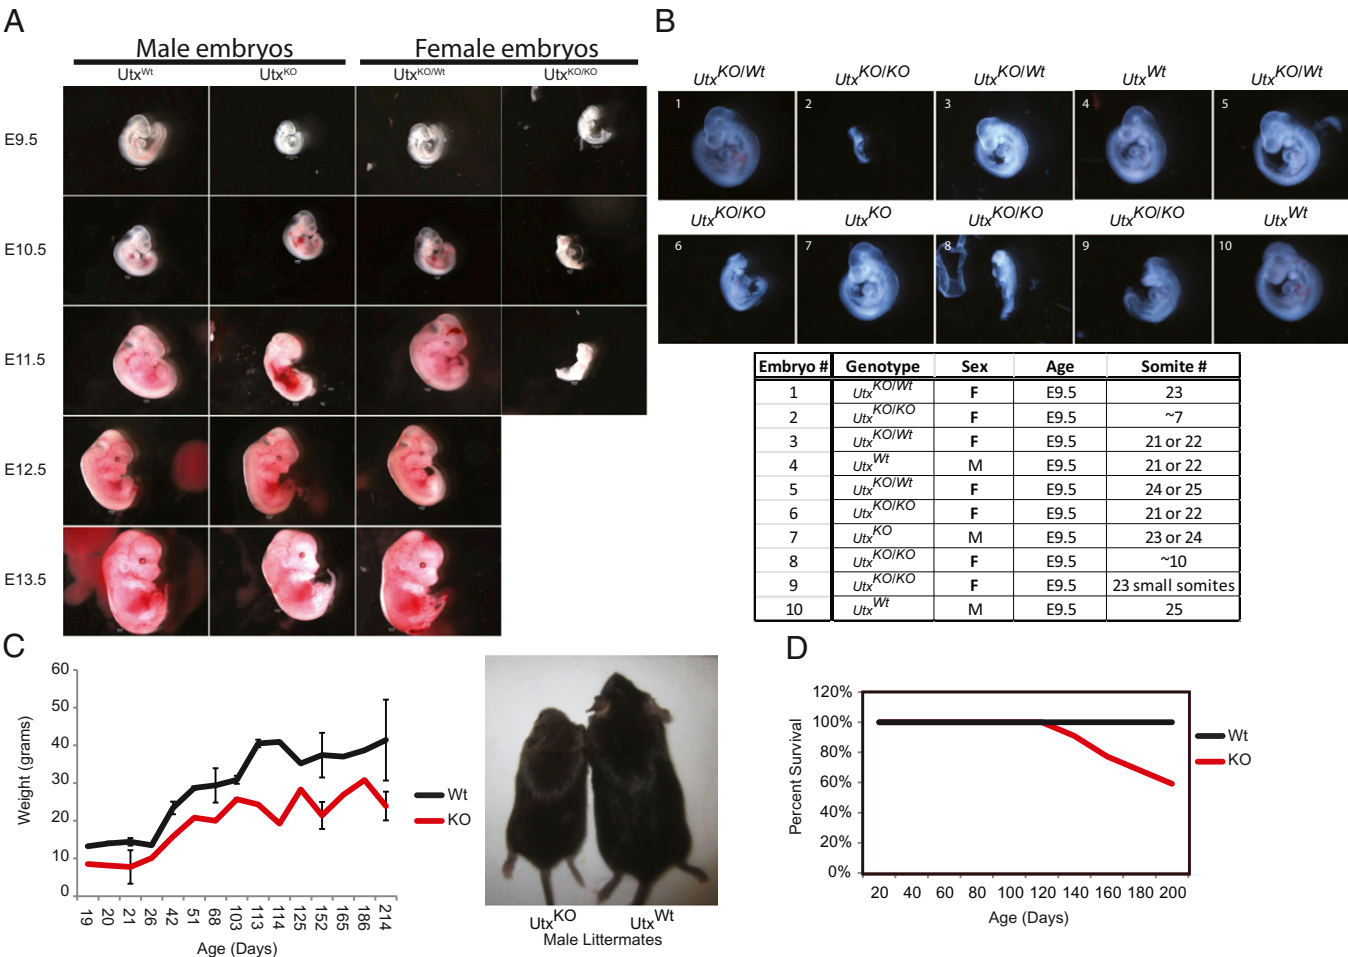 A
Male embryos Female embryos
Utx^Wt Utx^KO Utx^KO/Wt Utx^KO/KO
E9.5
E10.5
E11.5
E12.5
E13.5
B
Utx^KO/Wt Utx^KO/KO Utx^KO/Wt Utx^Wt Utx^KO/Wt
1 2 3 4 5
Utx^KO/KO Utx^KO Utx^KO/KO Utx^KO/KO Utx^Wt
6 7 8 9 10
Embryo # Genotype Sex Age Somite #
1 Utx^KO/Wt F E9.5 23
2 Utx^KO/KO F E9.5 ~7
3 Utx^KO/Wt F E9.5 21 or 22
4 Utx^Wt M E9.5 21 or 22
5 Utx^KO/Wt F E9.5 24 or 25
6 Utx^KO/KO F E9.5 21 or 22
7 Utx^KO M E9.5 23 or 24
8 Utx^KO/KO F E9.5 ~10
9 Utx^KO/KO F E9.5 23 small somites
10 Utx^Wt M E9.5 25
C
Weight (grams)
60
50
40
30
20
10
0
19 20 21 26 42 51 68 103 113 114 125 152 165 186 214
Age (Days)
Wt
KO
Utx^KO Utx^Wt
Male Littermates
D
Percent Survival
120%
100%
80%
60%
40%
20%
0%
20 40 60 80 100 120 140 160 180 200
Age (Days)
Wt
KO